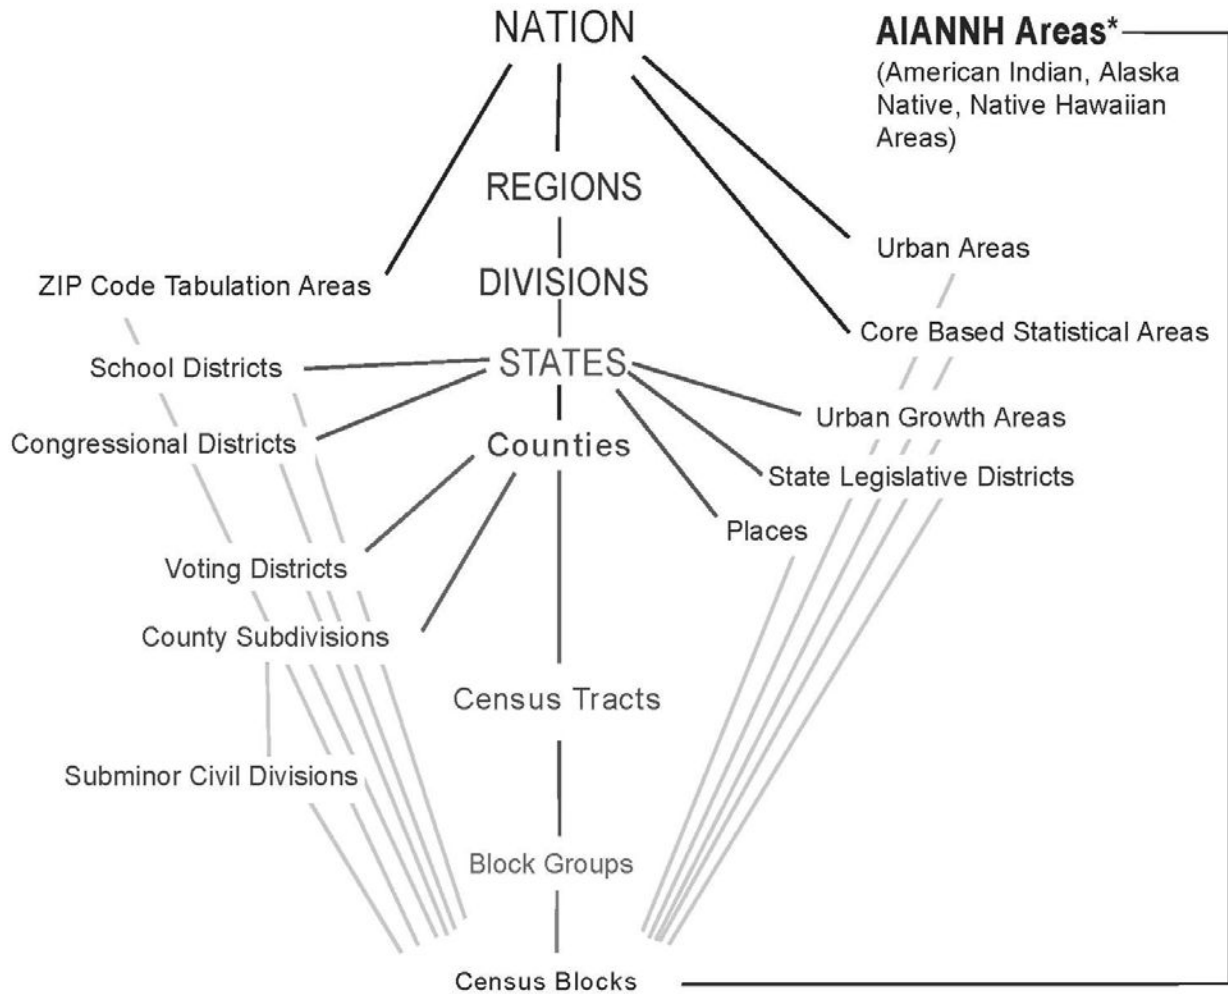 NATION
AIANNH Areas*
(American Indian, Alaska
Native, Native Hawaiian
Areas)
REGIONS
Urban Areas
ZIP Code Tabulation Areas
DIVISIONS
Core Based Statistical Areas
School Districts
STATES
Urban Growth Areas
Congressional Districts
Counties
State Legislative Districts
Places
Voting Districts
County Subdivisions
Census Tracts
Subminor Civil Divisions
Block Groups
Census Blocks